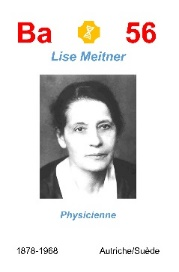 Ba 56
Lise Meitner
Physicienne
1878-1968 Autriche/Suède